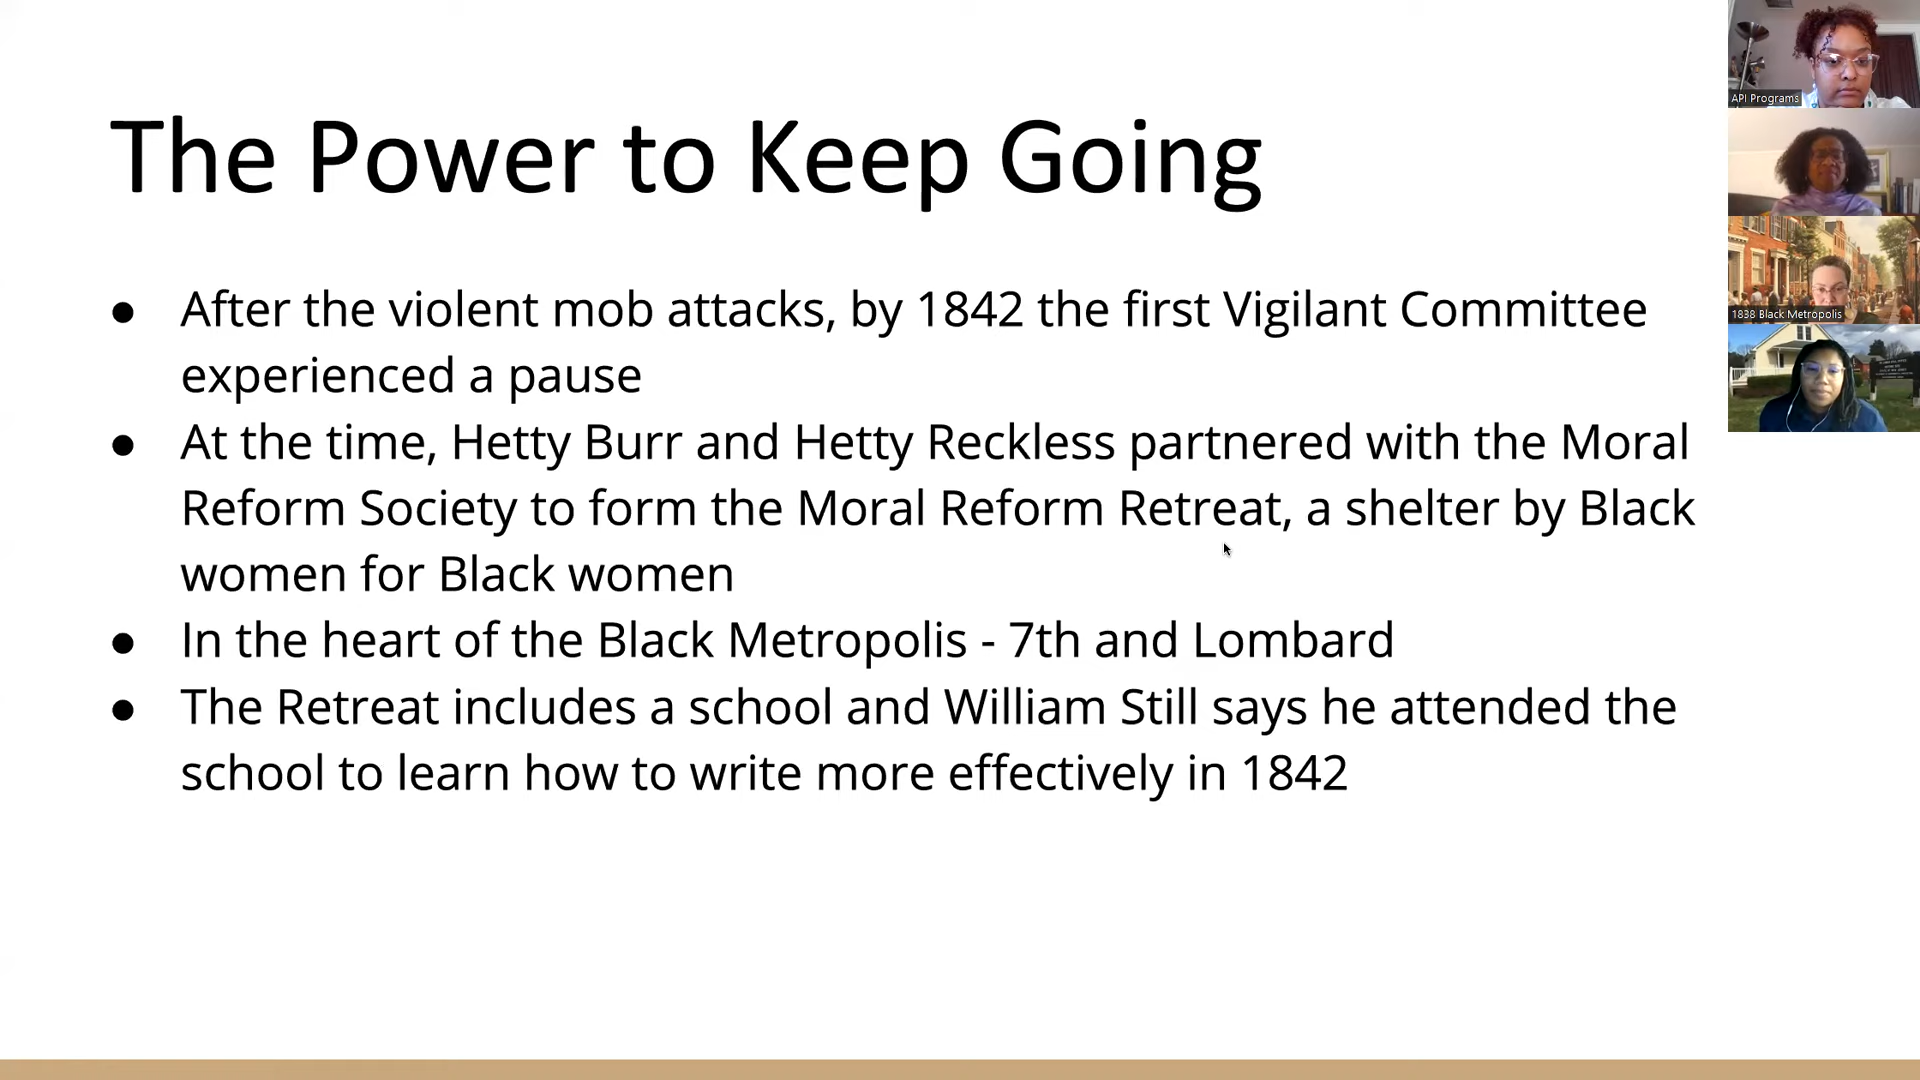 The Power to Keep Going
● After the violent mob attacks, by 1842 the first Vigilant Committee
experienced a pause
● At the time, Hetty Burr and Hetty Reckless partnered with the Moral
Reform Society to form the Moral Reform Retreat, a shelter by Black
women for Black women
● In the heart of the Black Metropolis - 7th and Lombard
● The Retreat includes a school and William Still says he attended the
school to learn how to write more effectively in 1842
API Programs
1838 Black Metropolis